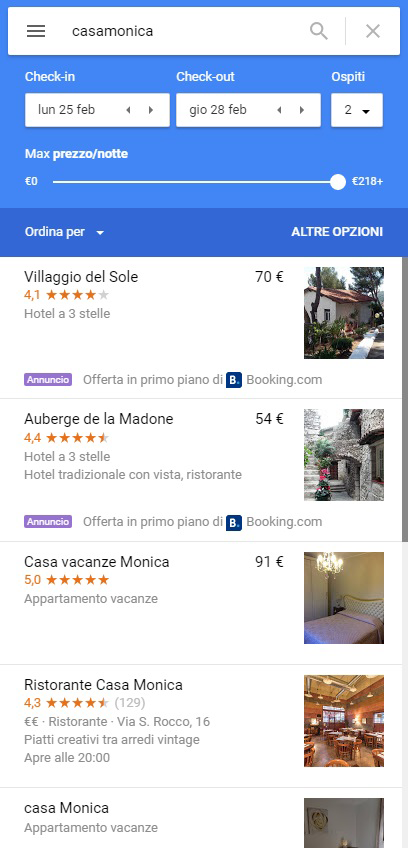 casamonica
Check-in Check-out Ospiti
lun 25 feb gio 28 feb 2
Max prezzo/notte
€0 €218+
Ordina per ALTRE OPZIONI
Villaggio del Sole 70 €
4,1
Hotel a 3 stelle
Annuncio Offerta in primo piano di B. Booking.com
Auberge de la Madone 54 €
4,4
Hotel a 3 stelle
Hotel tradizionale con vista, ristorante
Annuncio Offerta in primo piano di B. Booking.com
Casa vacanze Monica 91 €
5,0
Appartamento vacanze
Ristorante Casa Monica
4,3 (129)
€€ · Ristorante · Via S. Rocco, 16
Piatti creativi tra arredi vintage
Apre alle 20:00
casa Monica
Appartamento vacanze